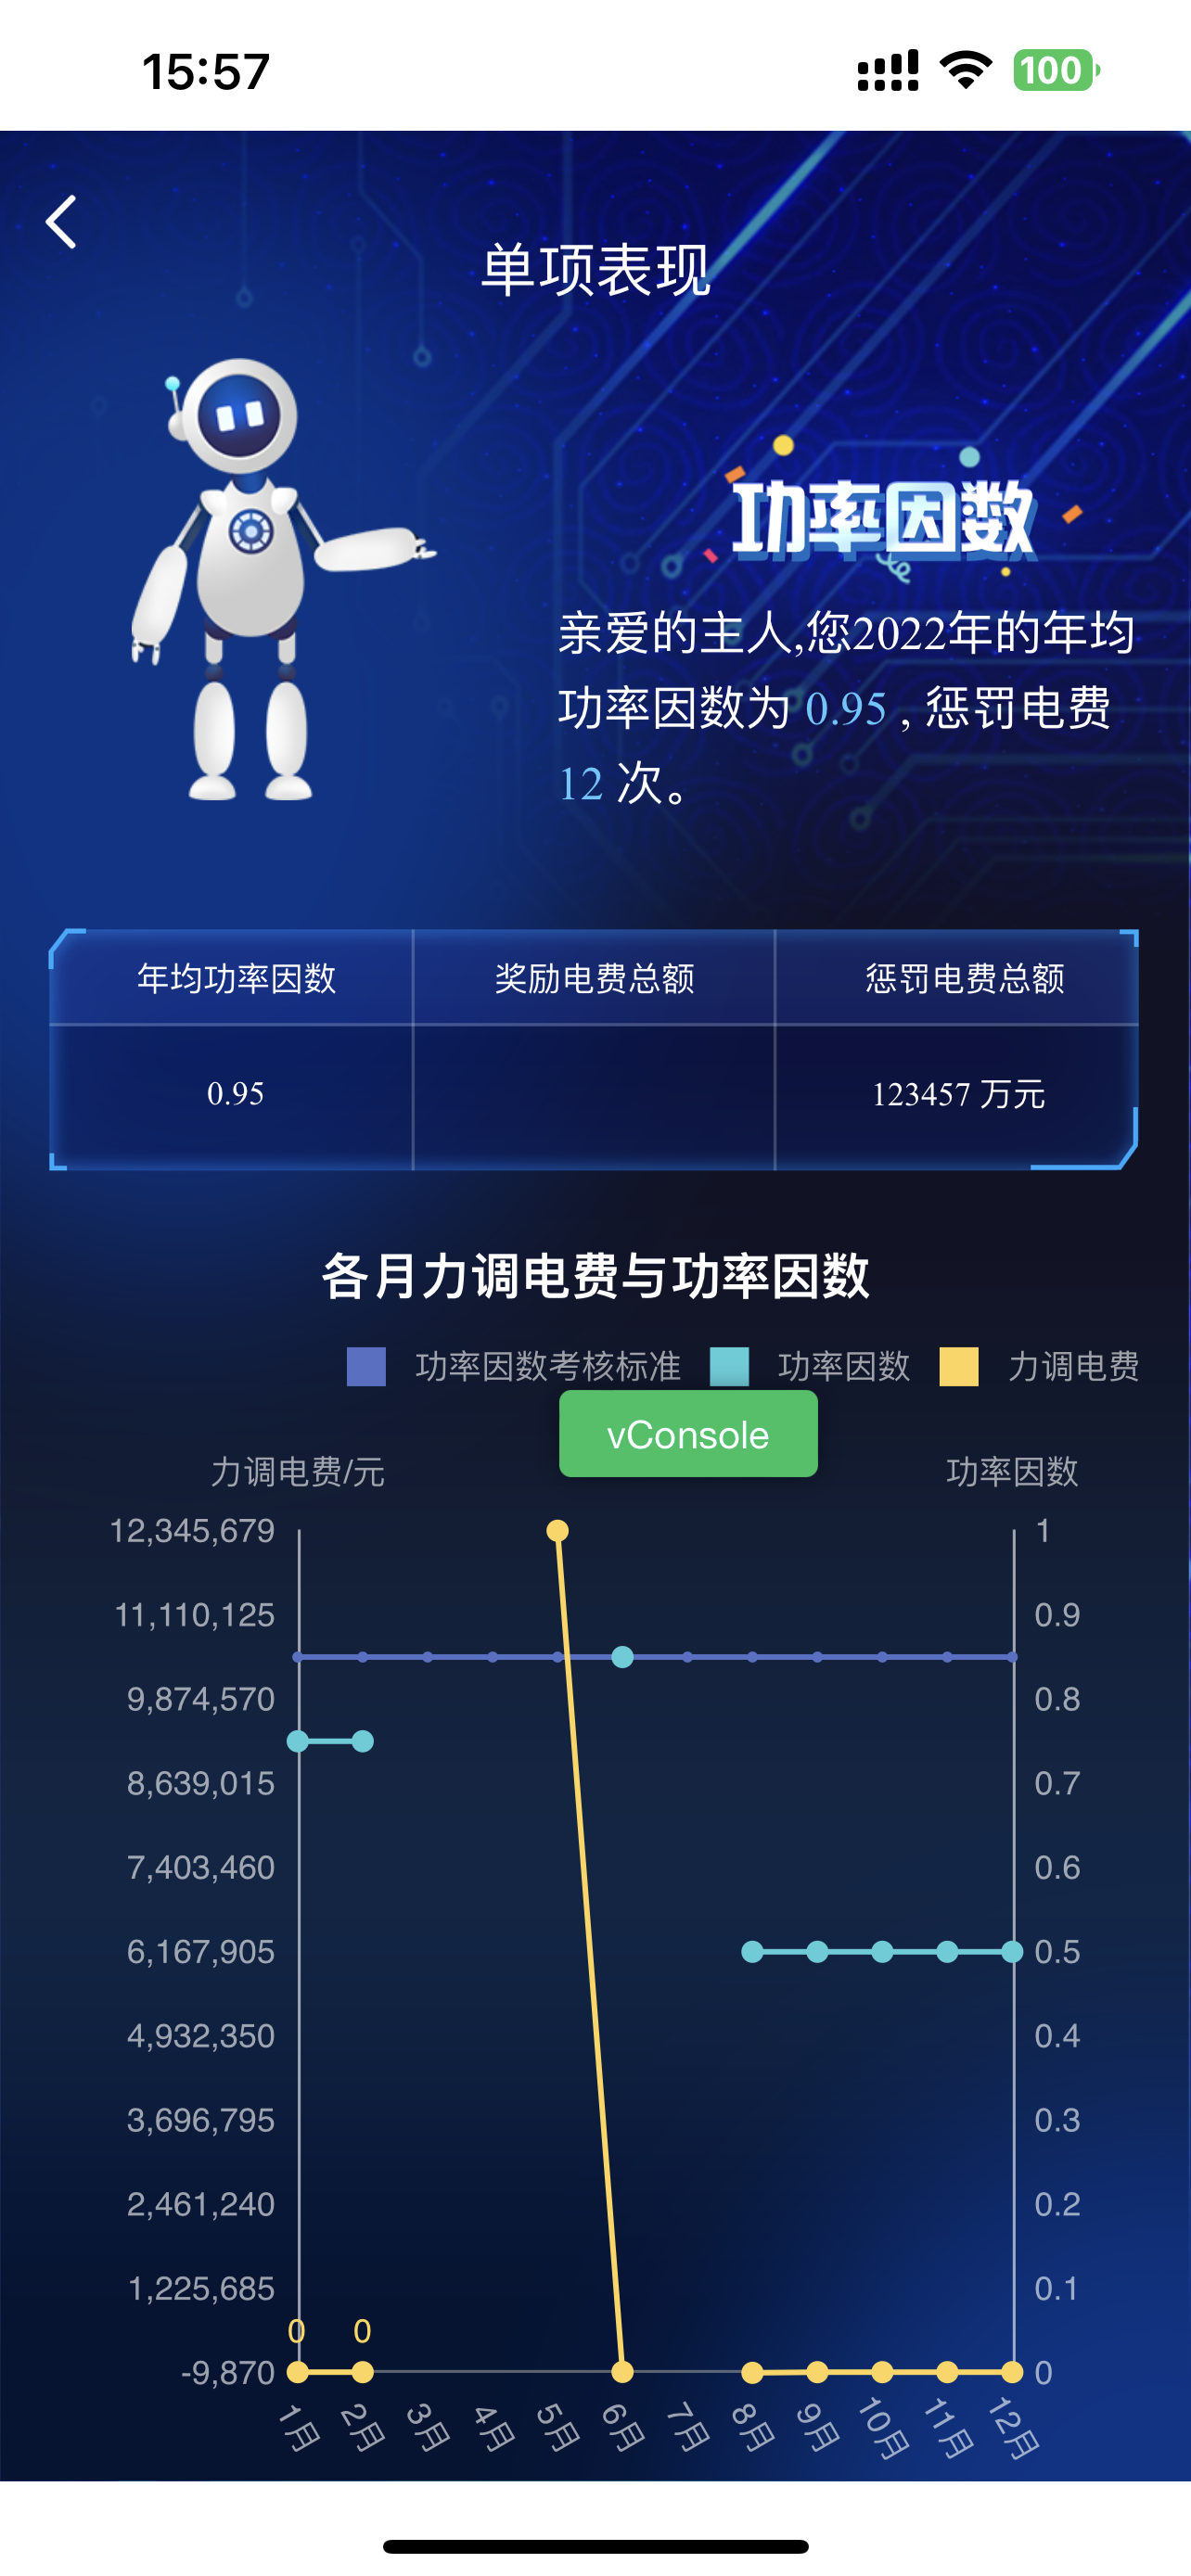 15:57
100
单项表现
功率因数
亲爱的主人,您2022年的年均
功率因数为 0.95 , 惩罚电费
12 次。
年均功率因数 奖励电费总额 惩罚电费总额
0.95 123457 万元
各月力调电费与功率因数
功率因数考核标准 功率因数 力调电费
vConsole
力调电费/元 功率因数
12,345,679 1
11,110,125 0.9
9,874,570 0.8
8,639,015 0.7
7,403,460 0.6
6,167,905 0.5
4,932,350 0.4
3,696,795 0.3
2,461,240 0.2
1,225,685 0.1
0 0
-9,870 0
1月 2月 3月 4月 5月 6月 7月 8月 9月 10月 11月 12月